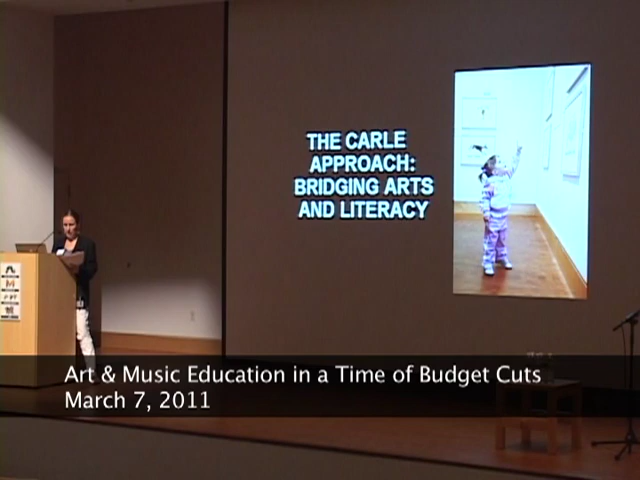 THE CARLE
APPROACH:
BRIDGING ARTS
AND LITERACY
Art & Music Education in a Time of Budget Cuts
March 7, 2011